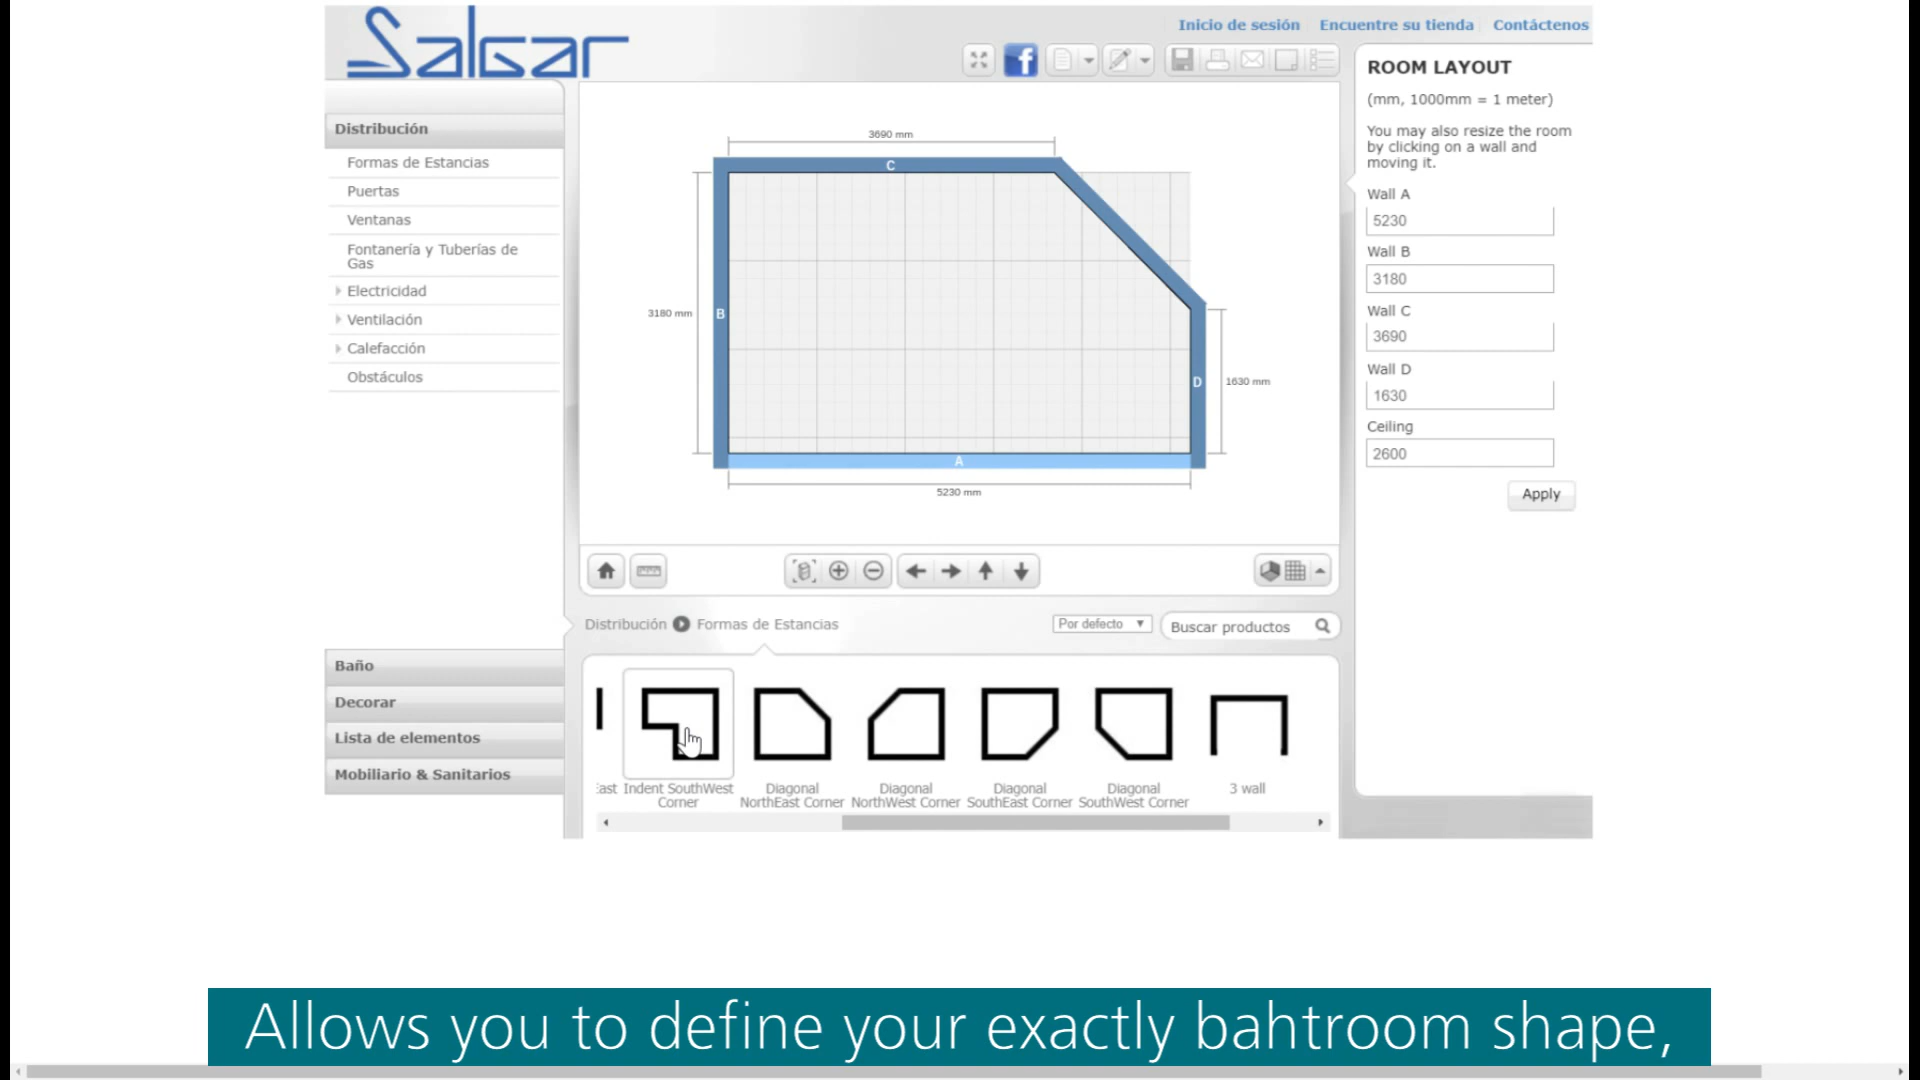 Salgar
Inicio de sesión Encuentre su tienda Contáctenos
Distribución
Formas de Estancias
Puertas
Ventanas
Fontanería y Tuberías de
Gas
Electricidad
Ventilación
Calefacción
Obstáculos
Baño
Decorar
Lista de elementos
Mobiliario & Sanitarios
3690 mm
C
3180 mm
B
D
1630 mm
A
5230 mm
ROOM LAYOUT
(mm, 1000mm = 1 meter)
You may also resize the room
by clicking on a wall and
moving it.
Wall A
5230
Wall B
3180
Wall C
3690
Wall D
1630
Ceiling
2600
Apply
Distribución Formas de Estancias
Por defecto
Buscar productos
Indent SouthWest
Corner
Diagonal
NorthEast Corner
Diagonal
NorthWest Corner
Diagonal
SouthEast Corner
Diagonal
SouthWest Corner
3 wall
Allows you to define your exactly bahtroom shape,